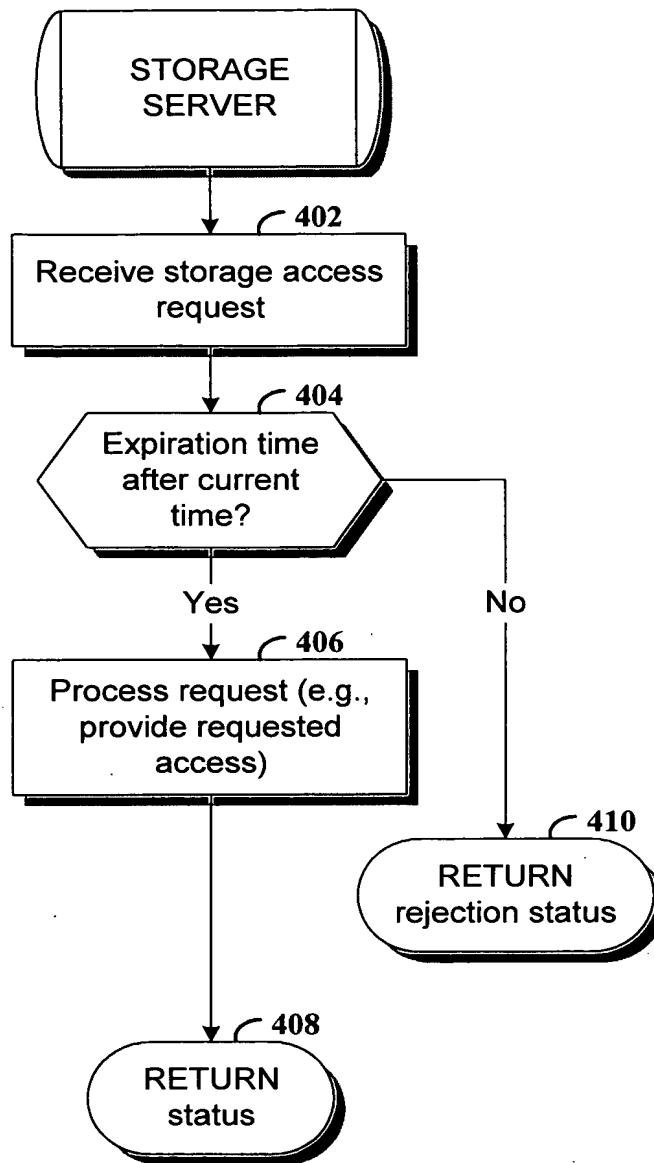 STORAGE
SERVER
402
Receive storage access
request
404
Expiration time
after current
time?
Yes
No
406
Process request (e.g.,
provide requested
access)
410
RETURN
rejection status
408
RETURN
status